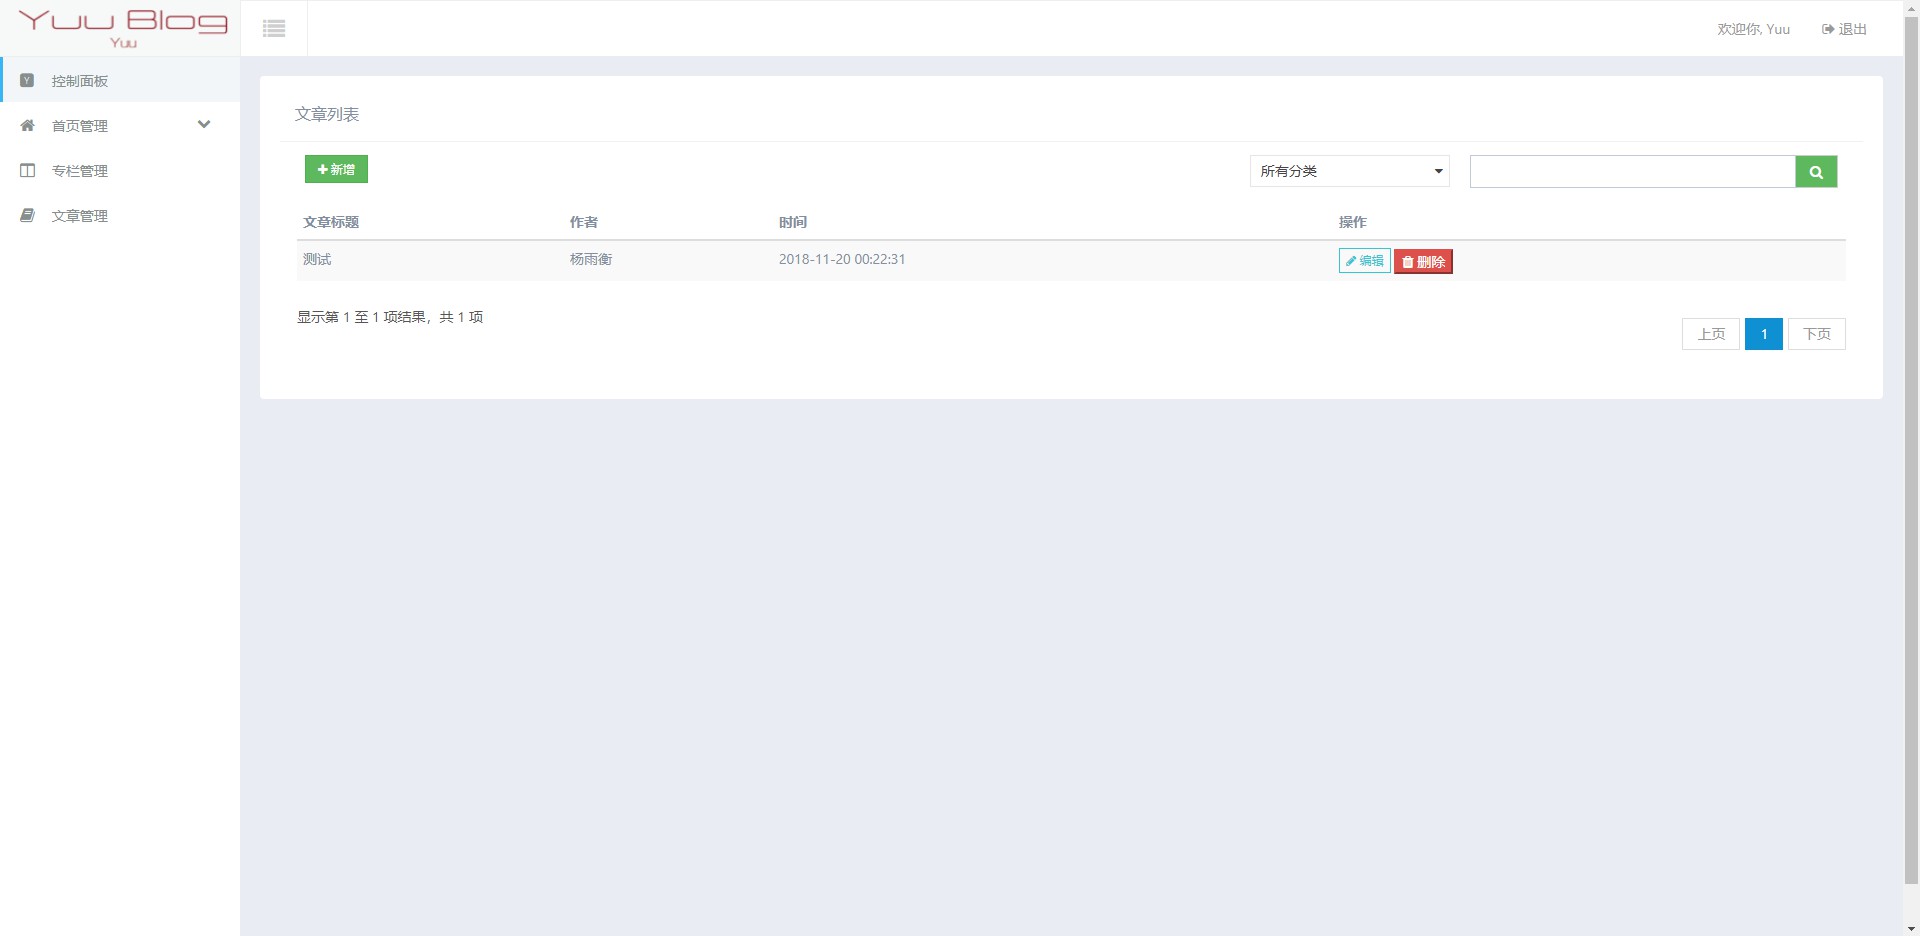 Yuu Blog
Yuu
欢迎你, Yuu
退出
控制面板
首页管理
专栏管理
文章管理
文章列表
新增
所有分类
文章标题 作者 时间 操作
测试 杨雨衡 2018-11-20 00:22:31 编辑 删除
显示第 1 至 1 项结果，共 1 项
上页 1 下页